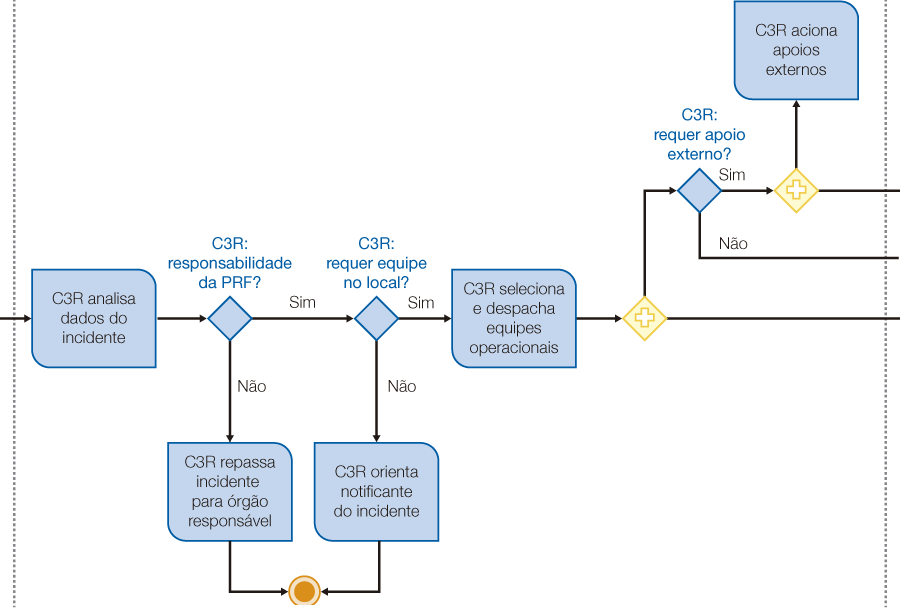 C3R aciona
apoios
externos
C3R:
requer apoio
externo?
Sim
Não
C3R:
responsabilidade
da PRF?
C3R:
requer equipe
no local?
C3R analisa
dados do
incidente
Sim
Sim
C3R seleciona
e despacha
equipes
operacionais
Não
Não
C3R repassa
incidente
para órgão
responsável
C3R orienta
notificante
do incidente